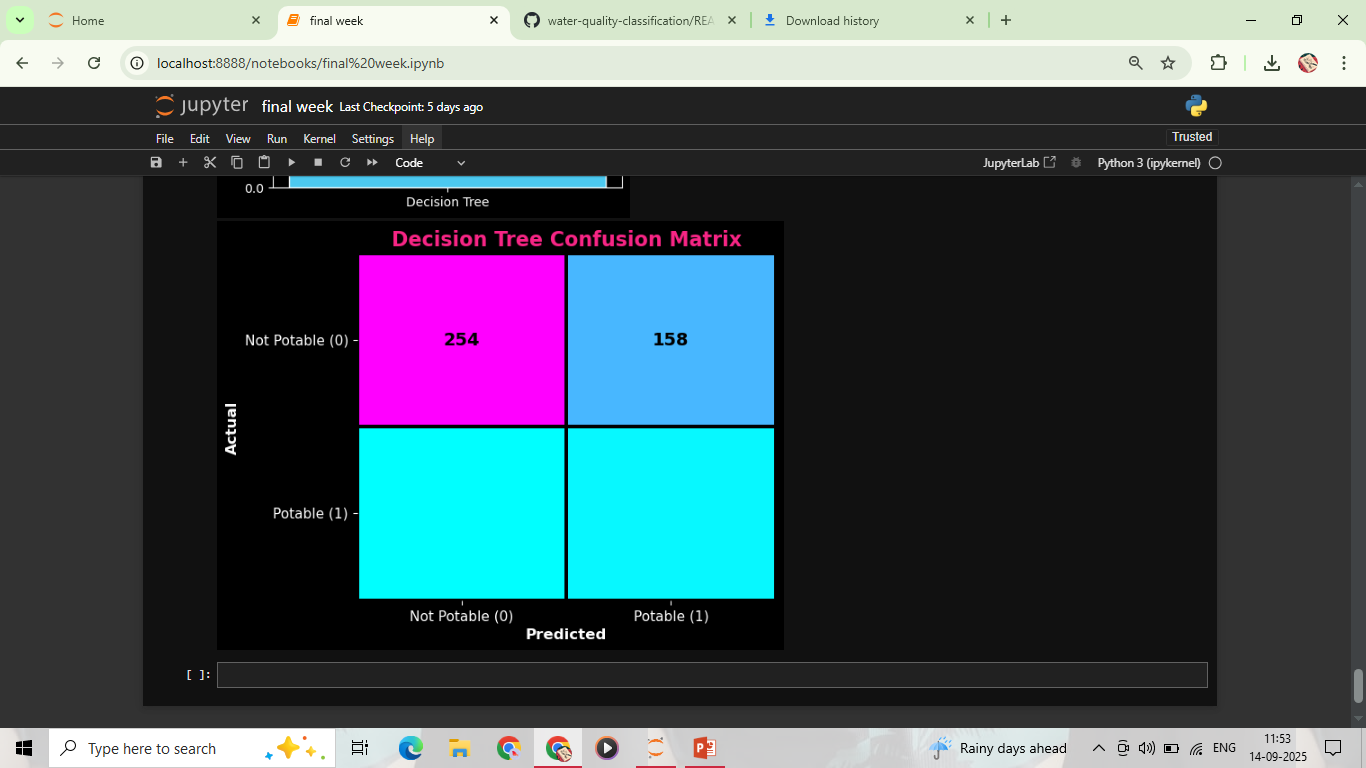 Home
final week
water-quality-classification/REA
Download history
localhost:8888/notebooks/final%20week.ipynb
jupyter final week Last Checkpoint: 5 days ago
File Edit View Run Kernel Settings Help
Trusted
Code
JupyterLab
Python 3 (ipykernel)
0.0
Decision Tree
Decision Tree Confusion Matrix
254 158
Not Potable (0)
Actual
Potable (1)
Not Potable (0) Potable (1)
Predicted
[ ]:
Type here to search
Rainy days ahead
ENG
11:53
14-09-2025